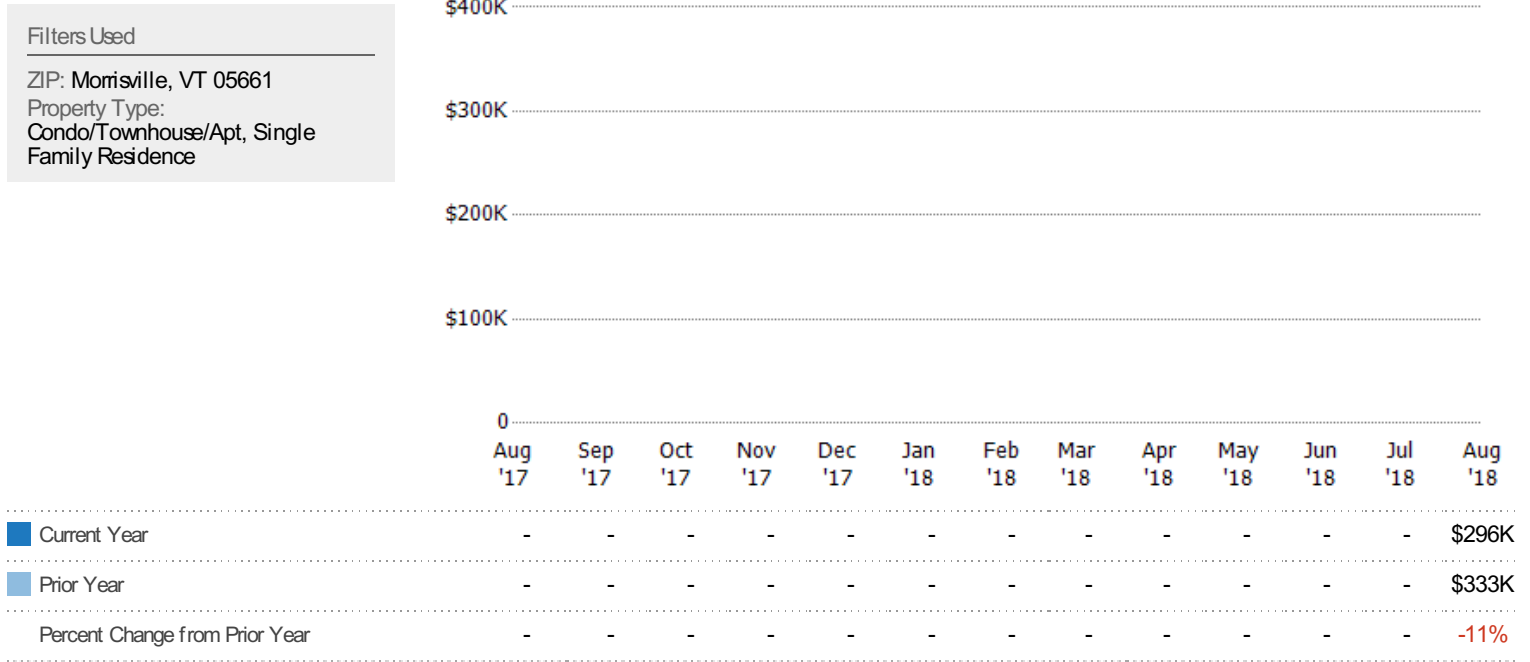 Filters Used
ZIP: Morrisville, VT 05661
Property Type:
Condo/Townhouse/Apt, Single
Family Residence
$400K
$300K
$200K
$100K
0
Aug Sep Oct Nov Dec Jan Feb Mar Apr May Jun Jul Aug
'17 '17 '17 '17 '17 '18 '18 '18 '18 '18 '18 '18 '18
Current Year - - - - - - - - - - - - $296K
Prior Year - - - - - - - - - - - - $333K
Percent Change from Prior Year - - - - - - - - - - - - -11%